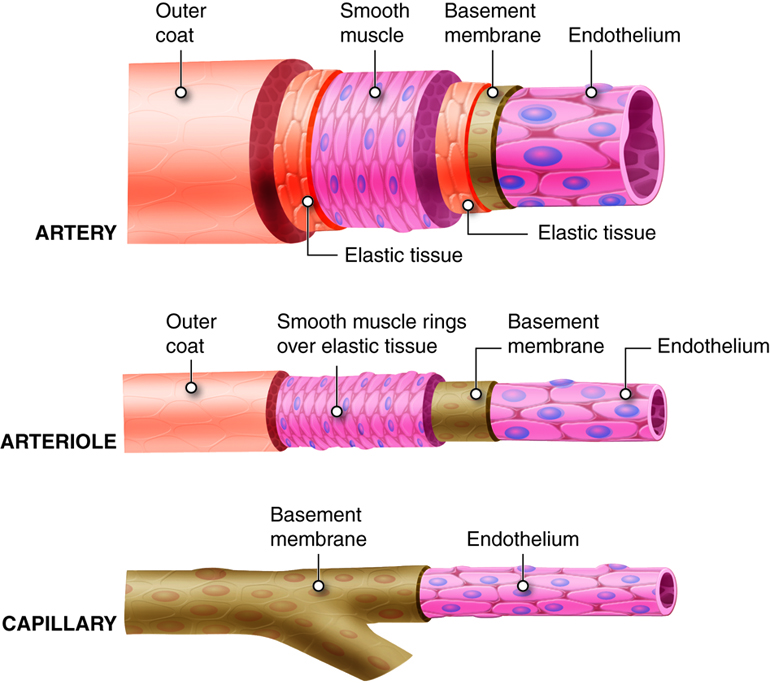 Outer
coat
Smooth
muscle
Basement
membrane
Endothelium
ARTERY
Elastic tissue
Elastic tissue
Outer
coat
Smooth muscle rings
over elastic tissue
Basement
membrane
Endothelium
ARTERIOLE
Basement
membrane
Endothelium
CAPILLARY